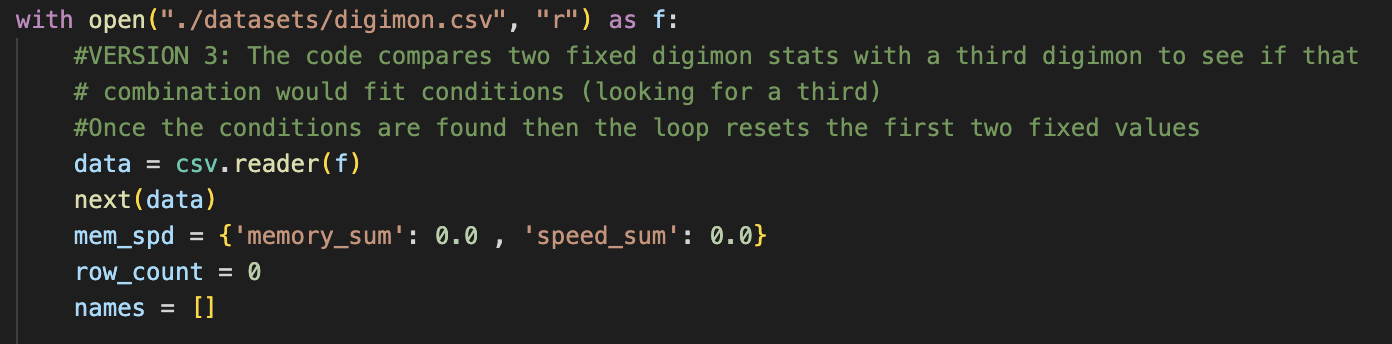 with open("./datasets/digimon.csv", "r") as f:
#VERSION 3: The code compares two fixed digimon stats with a third digimon to see if that
# combination would fit conditions (looking for a third)
#Once the conditions are found then the loop resets the first two fixed values
data = csv.reader(f)
next(data)
mem_spd = {'memory_sum': 0.0 , 'speed_sum': 0.0}
row_count = 0
names = []